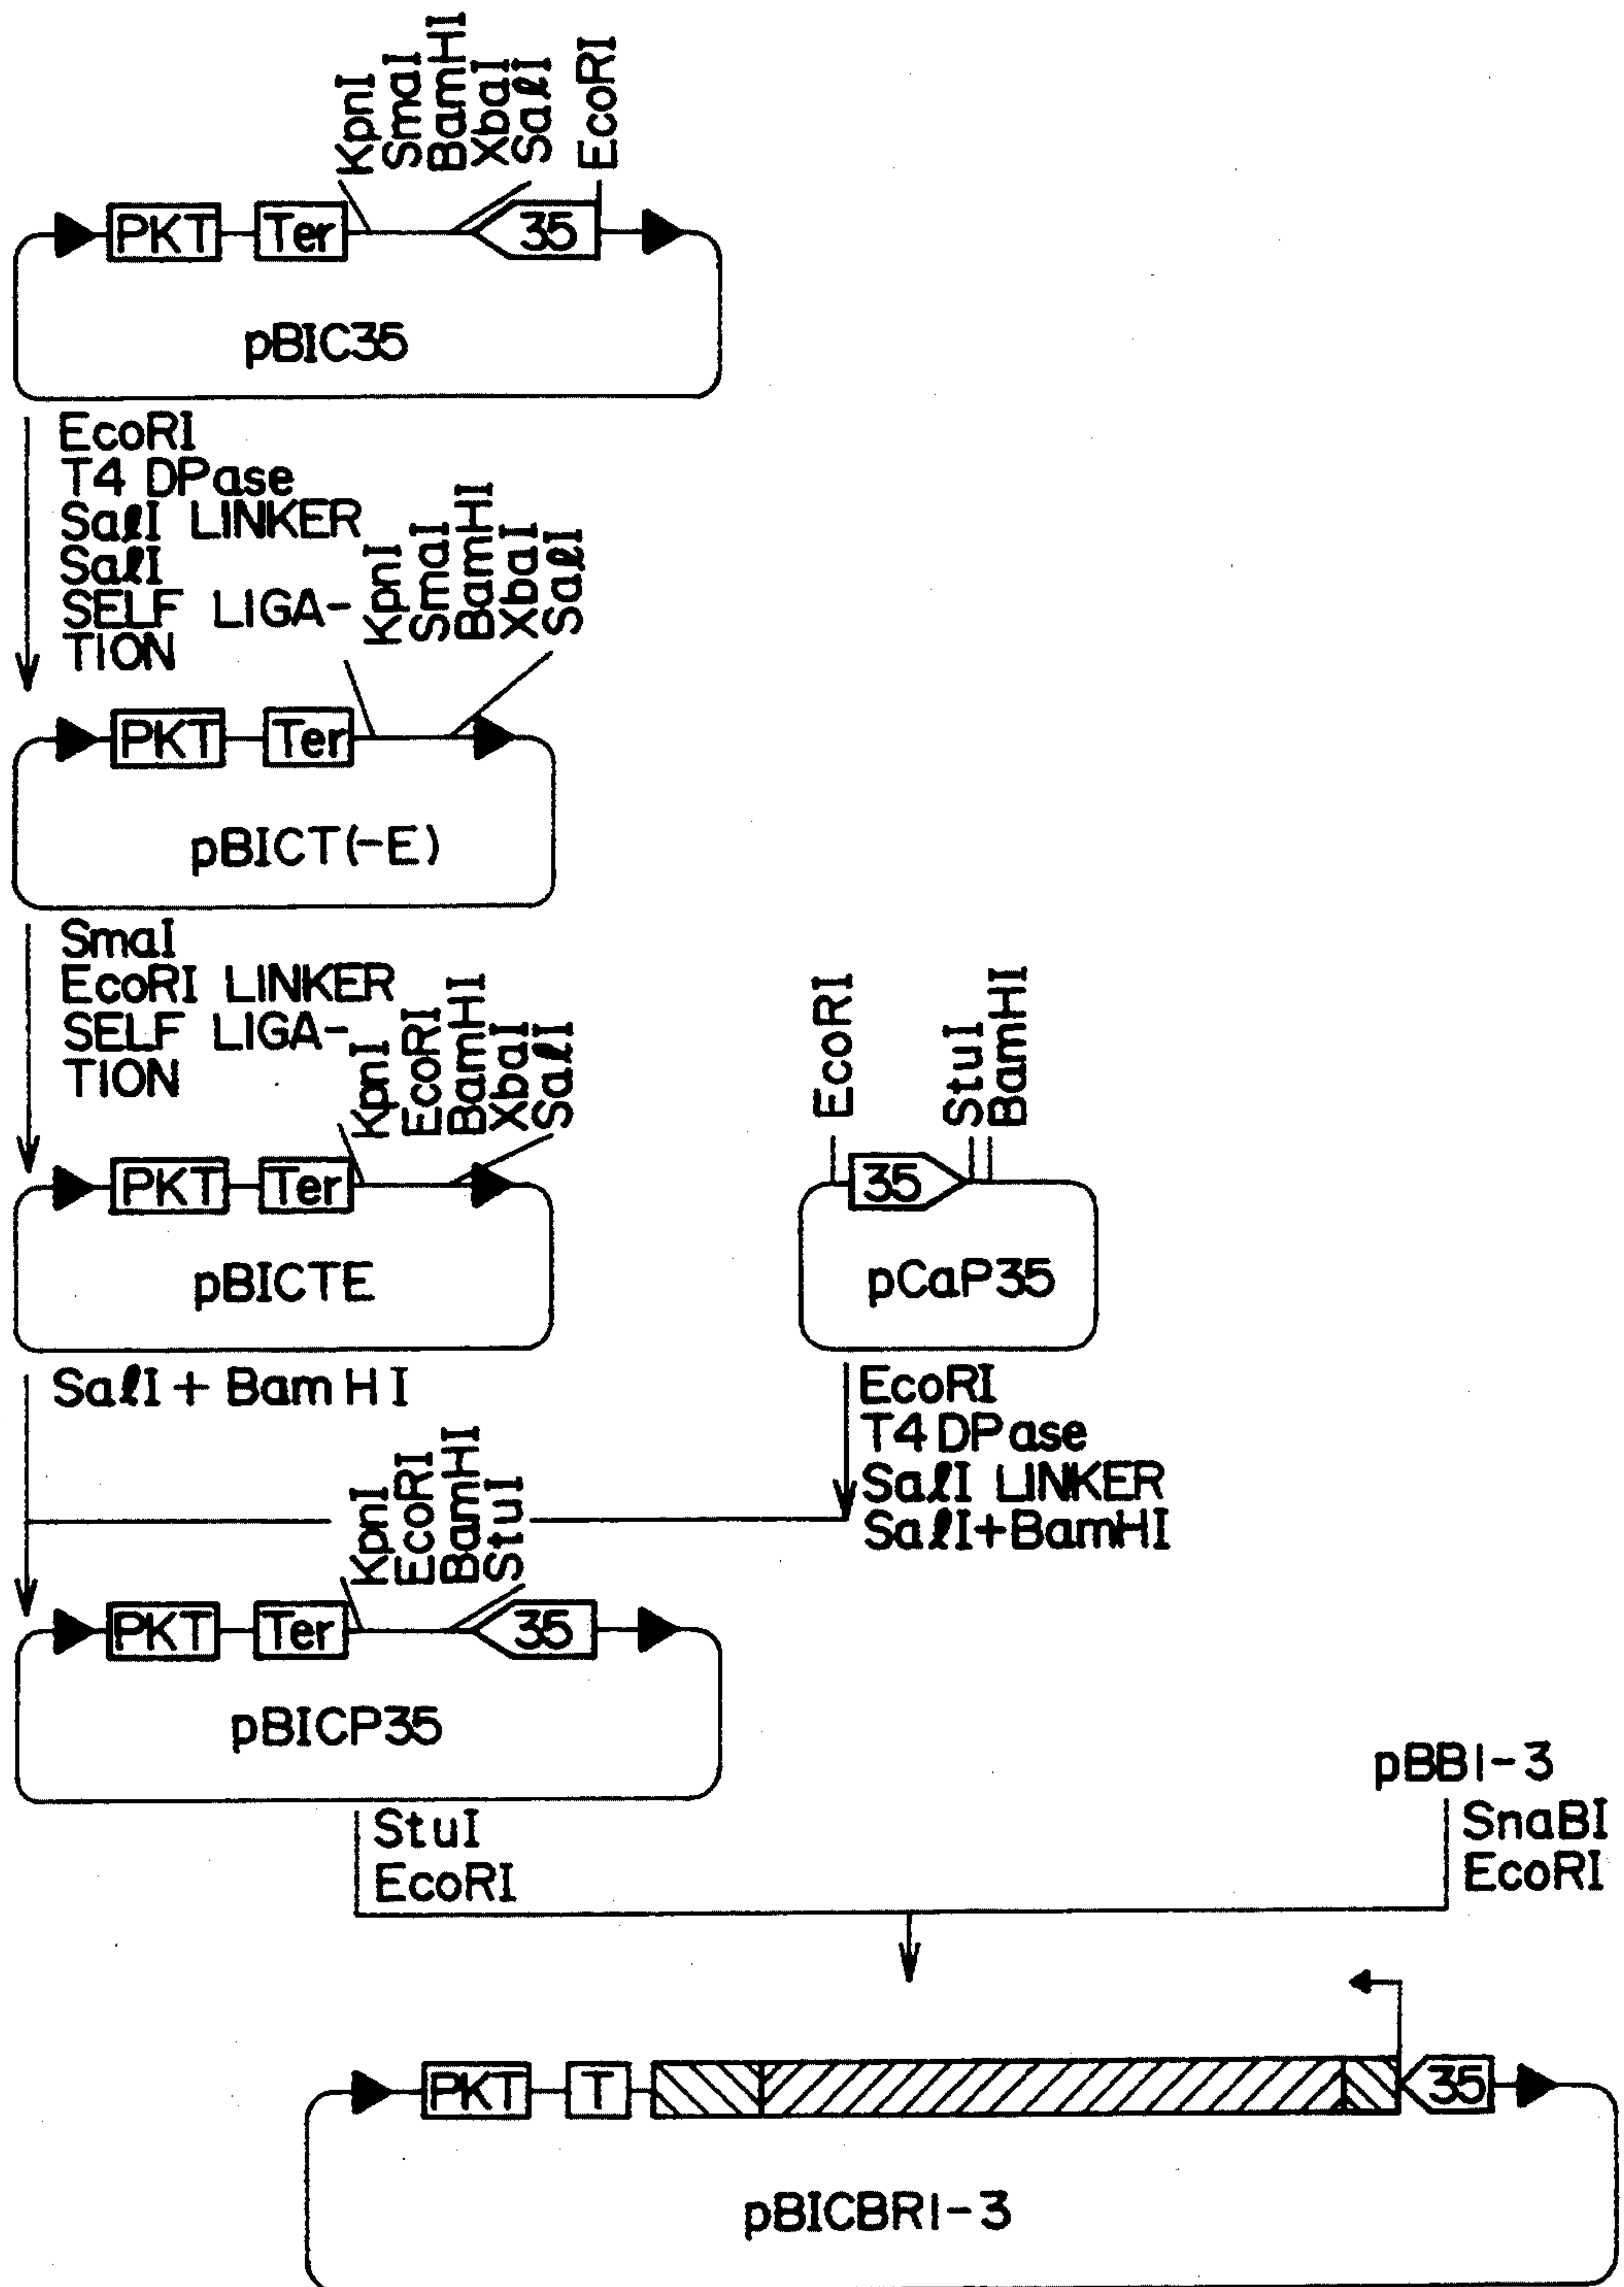 KpnI
SmaI
BamHI
XbaI
SalI
EcoRI
PKT
Ter
35
pBIC35
EcoRI
T4 DPase
SalI LINKER
SalI
SELF LIGA-
TION
KpnI
SmaI
BamHI
XbaI
SalI
PKT
Ter
pBICT(-E)
SmaI
EcoRI LINKER
SELF LIGA-
TION
KpnI
EcoRI
BamHI
XbaI
SalI
PKT
Ter
pBICTE
EcoRI
StuI
BamHI
35
pCaP35
SalI + BamHI
EcoRI
T4 DPase
SalI LINKER
SalI+BamHI
KpnI
EcoRI
BamHI
StuI
PKT
Ter
35
pBICP35
StuI
EcoRI
pBB1-3
SnaBI
EcoRI
PKT
T
35
pBICBR1-3